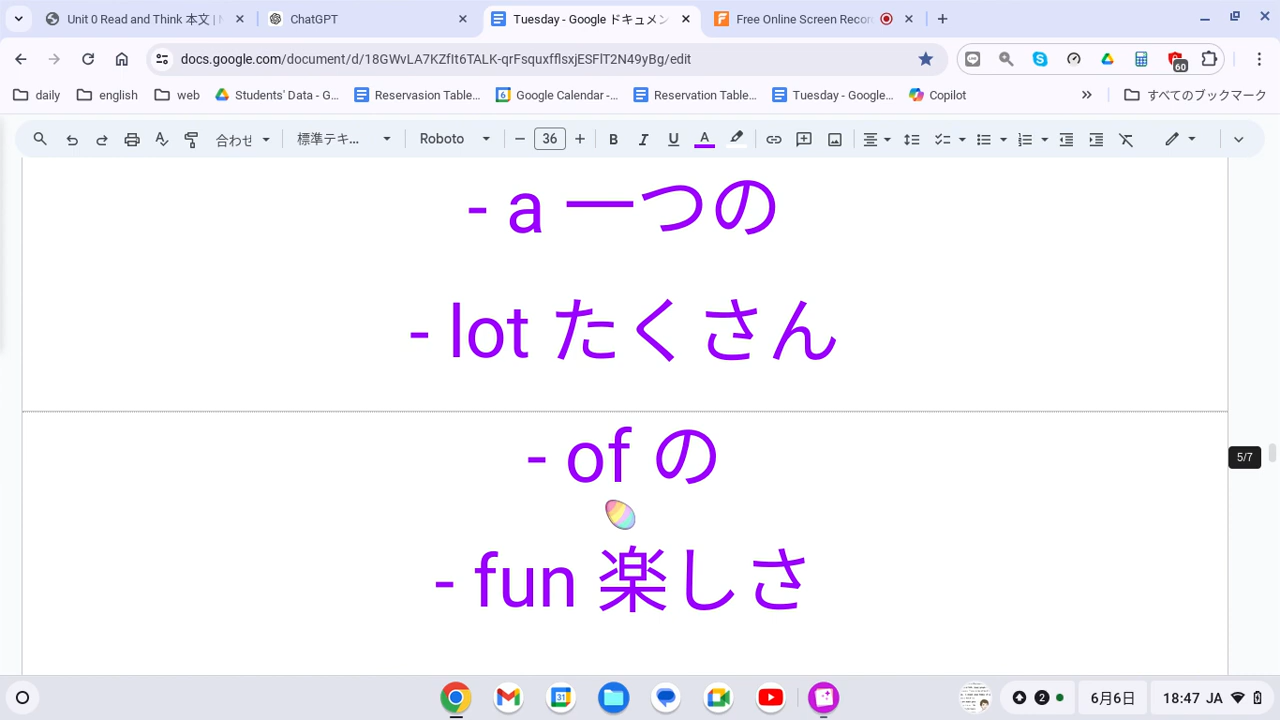 Unit 0 Read and Think 本文 |
ChatGPT
Tuesday - Google ドキュメン
Free Online Screen Recor
docs.google.com/document/d/18GWvLA7KZfIt6TALK-qrFsquxfflsxjESFlT2N49yBg/edit
60
daily
english
web
Students' Data - G...
Reservasion Table...
Google Calendar -...
Reservation Table...
Tuesday - Google...
Copilot
すべてのブックマーク
合わせ
標準テキ...
Roboto
36
B
I
U
A
- a 一つの
- lot たくさん
- of の
5/7
- fun 楽しさ
31
2
6月6日
18:47 JA